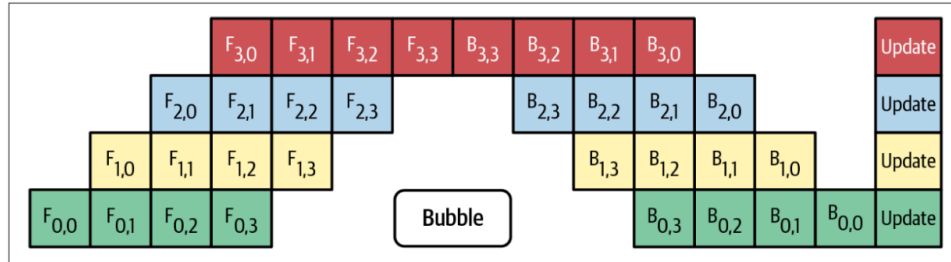 F3,0 F3,1 F3,2 F3,3 B3,3 B3,2 B3,1 B3,0 Update
F2,0 F2,1 F2,2 F2,3 B2,3 B2,2 B2,1 B2,0 Update
F1,0 F1,1 F1,2 F1,3 B1,3 B1,2 B1,1 B1,0 Update
F0,0 F0,1 F0,2 F0,3 Bubble B0,3 B0,2 B0,1 B0,0 Update